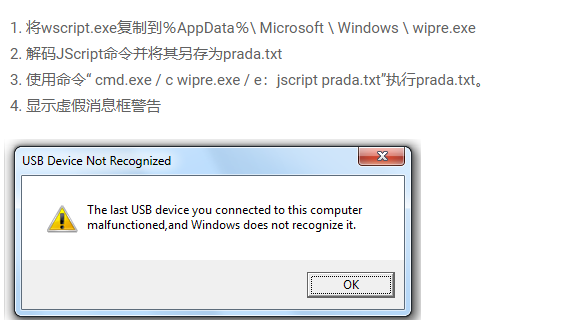 1. 将wscript.exe复制到%AppData%\ Microsoft \ Windows \ wipre.exe
2. 解码JScript命令并将其另存为prada.txt
3. 使用命令“ cmd.exe / c wipre.exe / e：jscript prada.txt”执行prada.txt。
4. 显示虚假消息框警告
USB Device Not Recognized
The last USB device you connected to this computer
malfunctioned,and Windows does not recognize it.
OK